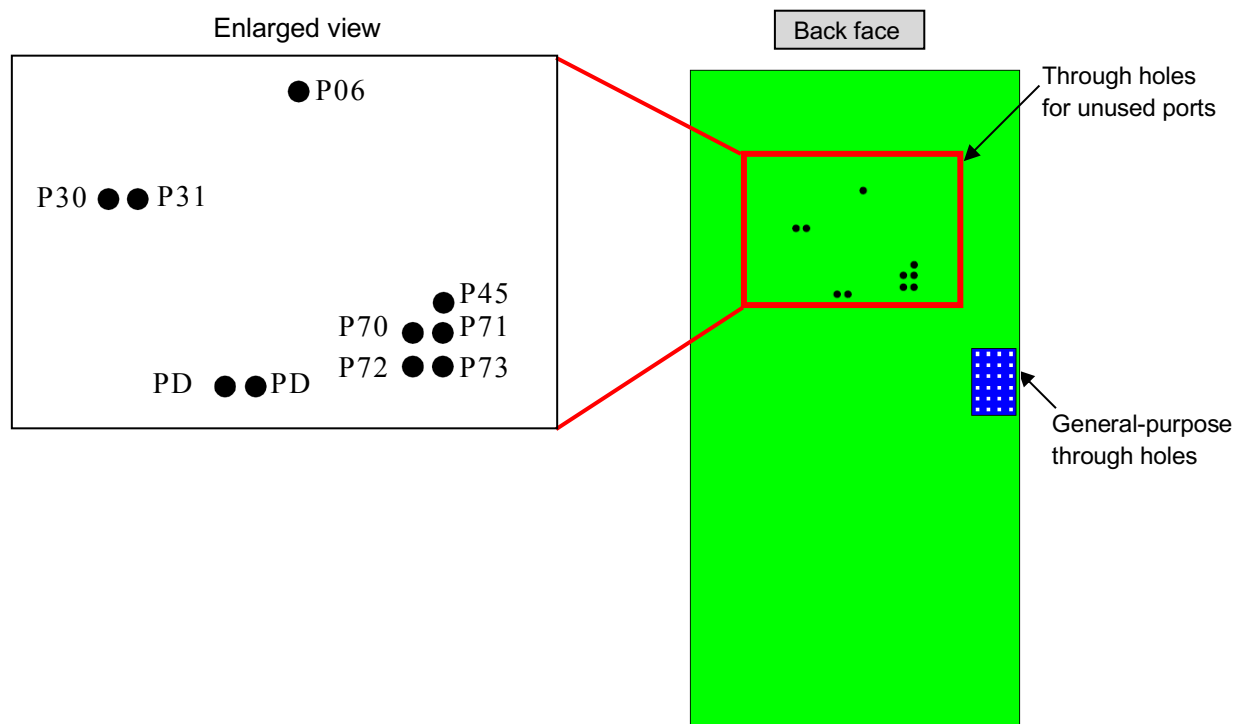 Enlarged view
Back face
Through holes
for unused ports
P06
P30 P31
P45
P70 P71
P72 P73
PD PD
General-purpose
through holes